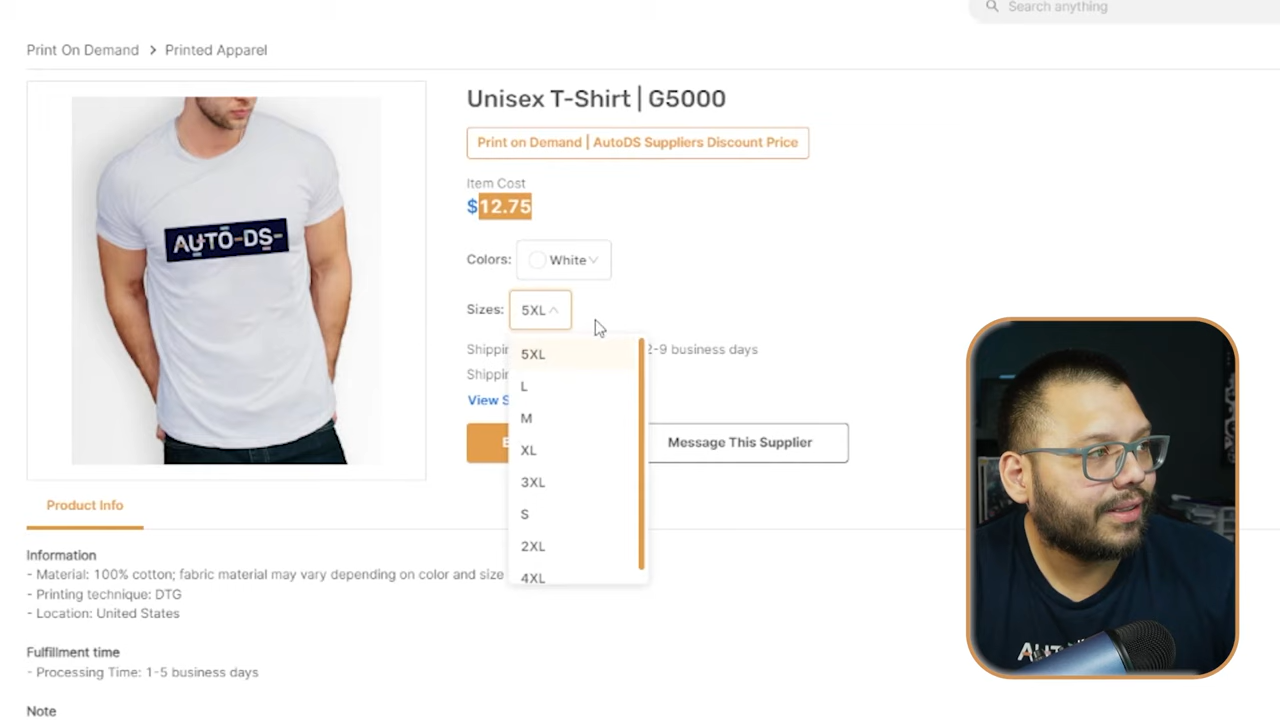 Search anything
Print On Demand > Printed Apparel
Unisex T-Shirt | G5000
Print on Demand | AutoDS Suppliers Discount Price
Item Cost
$12.75
AUTO-DS-
Colors: White
Sizes: 5XL
5XL
2-9 business days
L
View
M
Message This Supplier
XL
3XL
S
2XL
4XL
Product Info
Information
- Material: 100% cotton; fabric material may vary depending on color and size
- Printing technique: DTG
- Location: United States
Fulfillment time
- Processing Time: 1-5 business days
Note